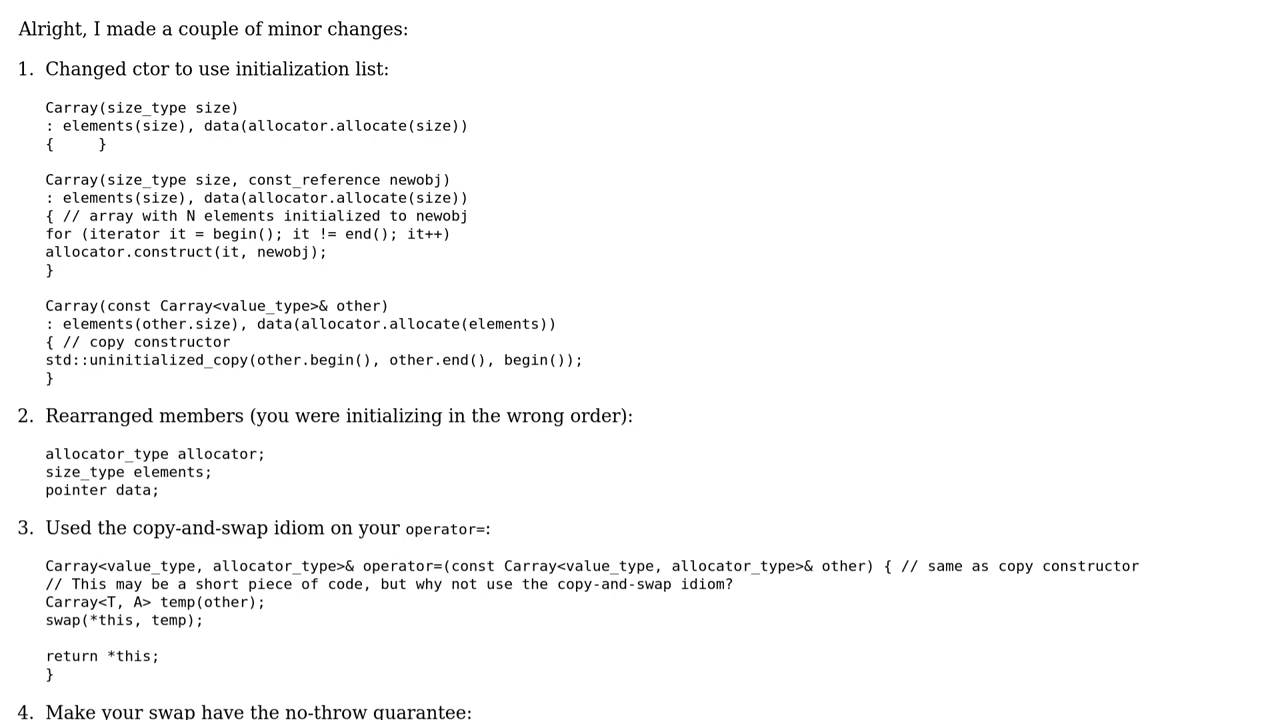 Alright, I made a couple of minor changes:
1. Changed ctor to use initialization list:
Carray(size_type size)
: elements(size), data(allocator.allocate(size))
{     }
Carray(size_type size, const_reference newobj)
: elements(size), data(allocator.allocate(size))
{ // array with N elements initialized to newobj
for (iterator it = begin(); it != end(); it++)
allocator.construct(it, newobj);
}
Carray(const Carray<value_type>& other)
: elements(other.size), data(allocator.allocate(elements))
{ // copy constructor
std::uninitialized_copy(other.begin(), other.end(), begin());
}
2. Rearranged members (you were initializing in the wrong order):
allocator_type allocator;
size_type elements;
pointer data;
3. Used the copy-and-swap idiom on your operator=:
Carray<value_type, allocator_type>& operator=(const Carray<value_type, allocator_type>& other) { // same as copy constructor
// This may be a short piece of code, but why not use the copy-and-swap idiom?
Carray<T, A> temp(other);
swap(*this, temp);
return *this;
}
4. Make your swap have the no-throw guarantee: